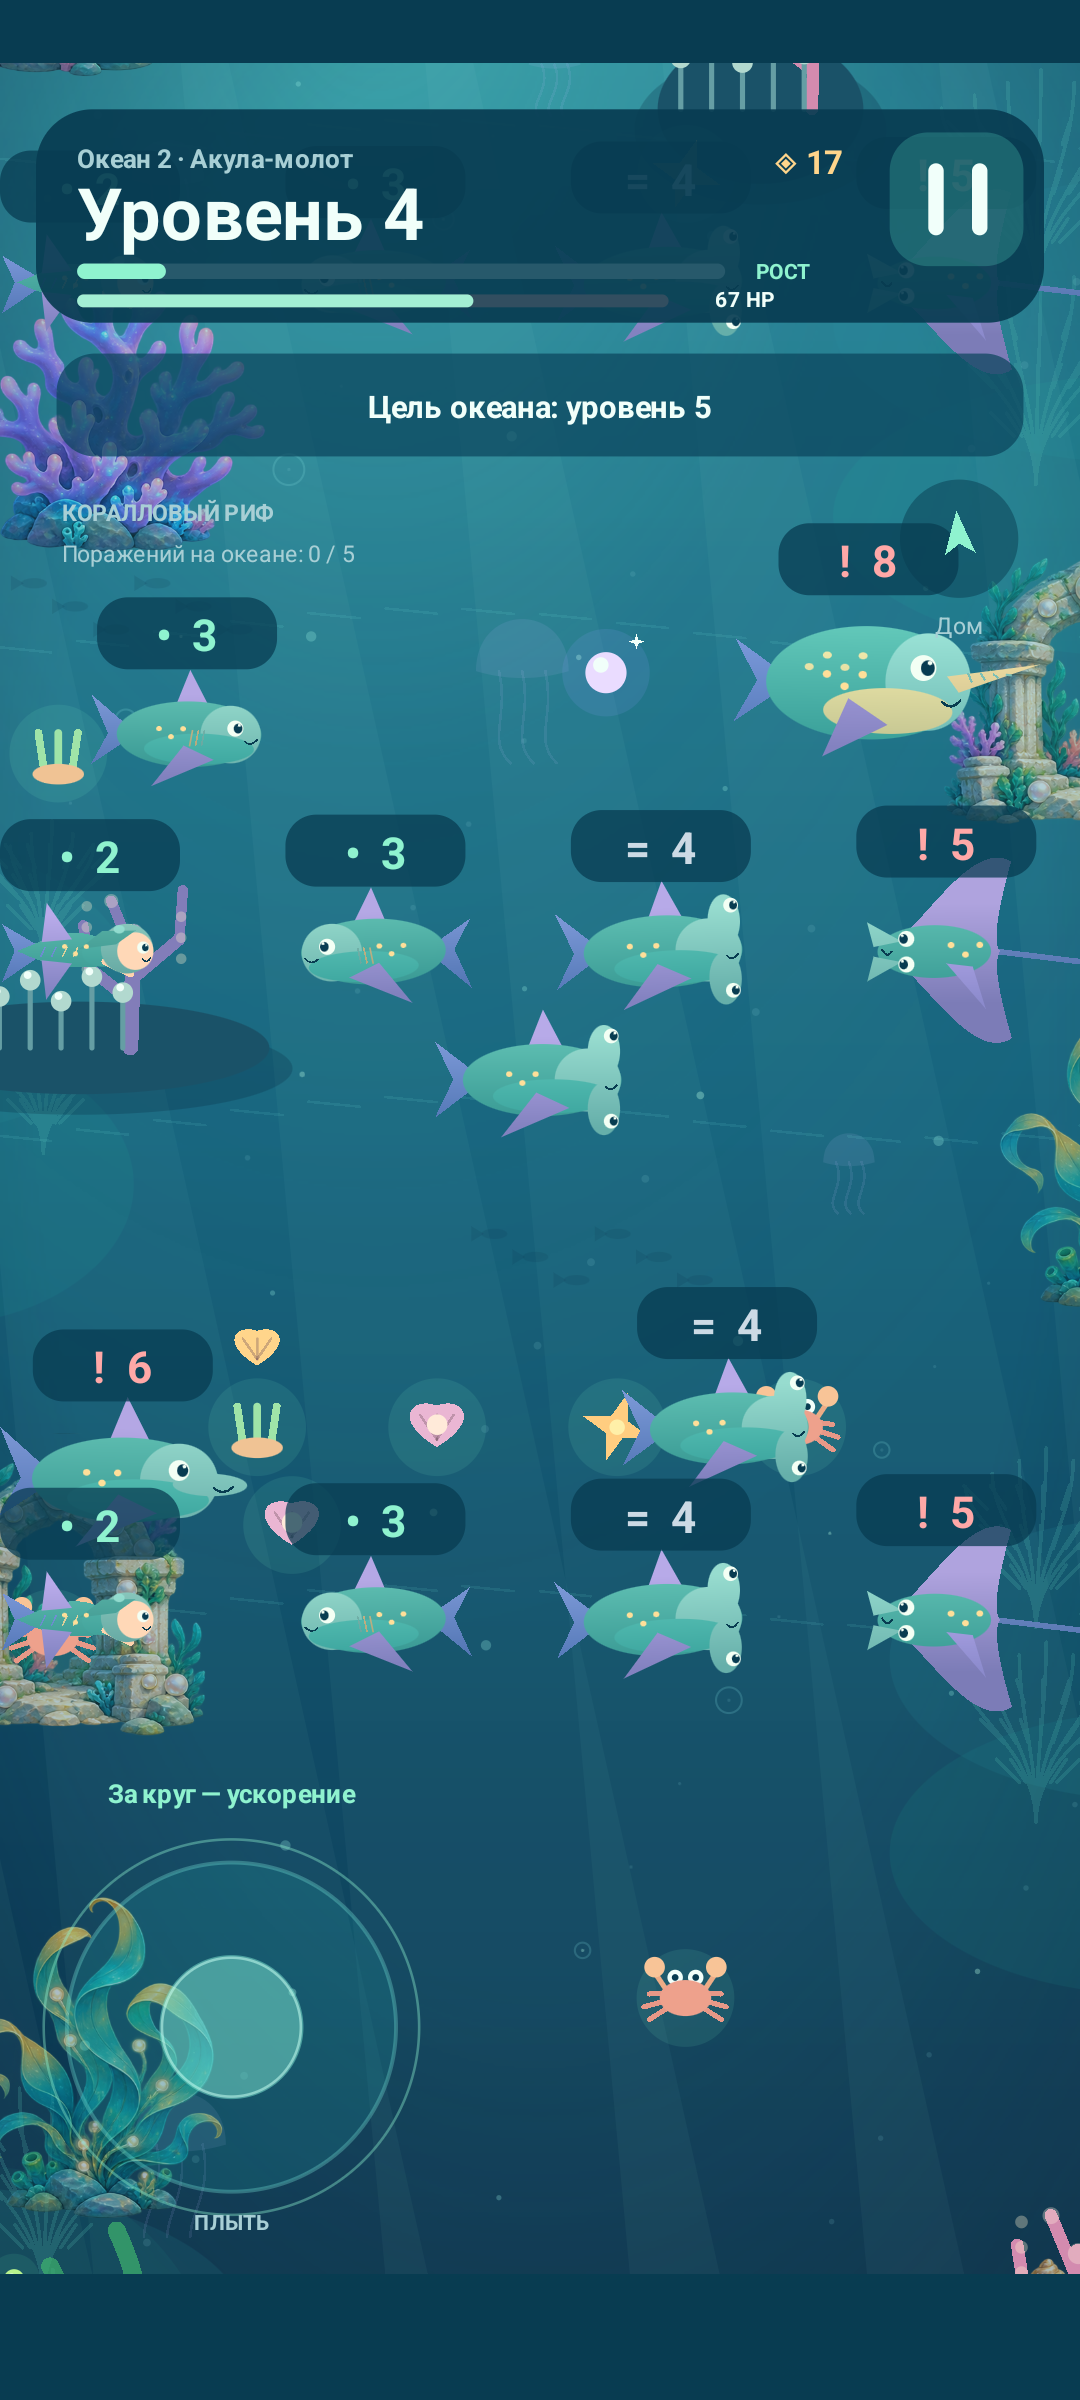 Океан 2 · Акула-молот
17
Уровень 4
РОСТ
67 HP
Цель океана: уровень 5
КОРАЛЛОВЫЙ РИФ
Поражений на океане: 0 / 5
! 8
Дом
• 3
• 2
• 3
= 4
! 5
= 4
! 6
• 2
• 3
= 4
! 5
За круг — ускорение
ПЛЫТЬ